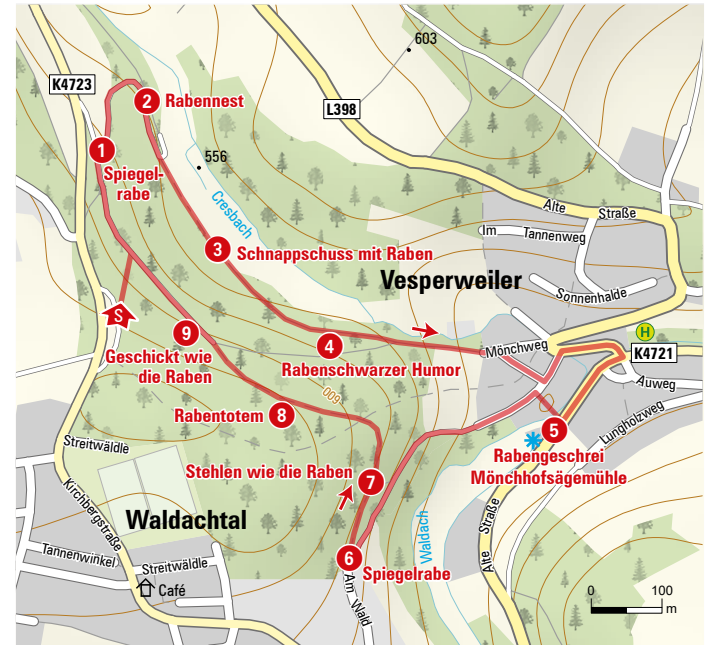 603
K4723
2
Rabennest
L398
1
556
Spiegel-
rabe
Cresbach
Alte Straße
Im Tannenweg
3
Schnappschuss mit Raben
Vesperweiler
Sonnenhalde
S
9
Geschickt wie
die Raben
4
Rabenschwarzer Humor
Mönchweg
H
K4721
Auweg
600
Rabentotem
8
Lungholzweg
5
Rabengeschrei
Mönchhofsägemühle
Streitwäldle
Stehlen wie die Raben
7
Kirchbergstraße
Waldachtal
Waldach
Alte Straße
Tannenwinkel
Streitwäldle
6
Spiegelrabe
Café
Am Wald
0 100
m